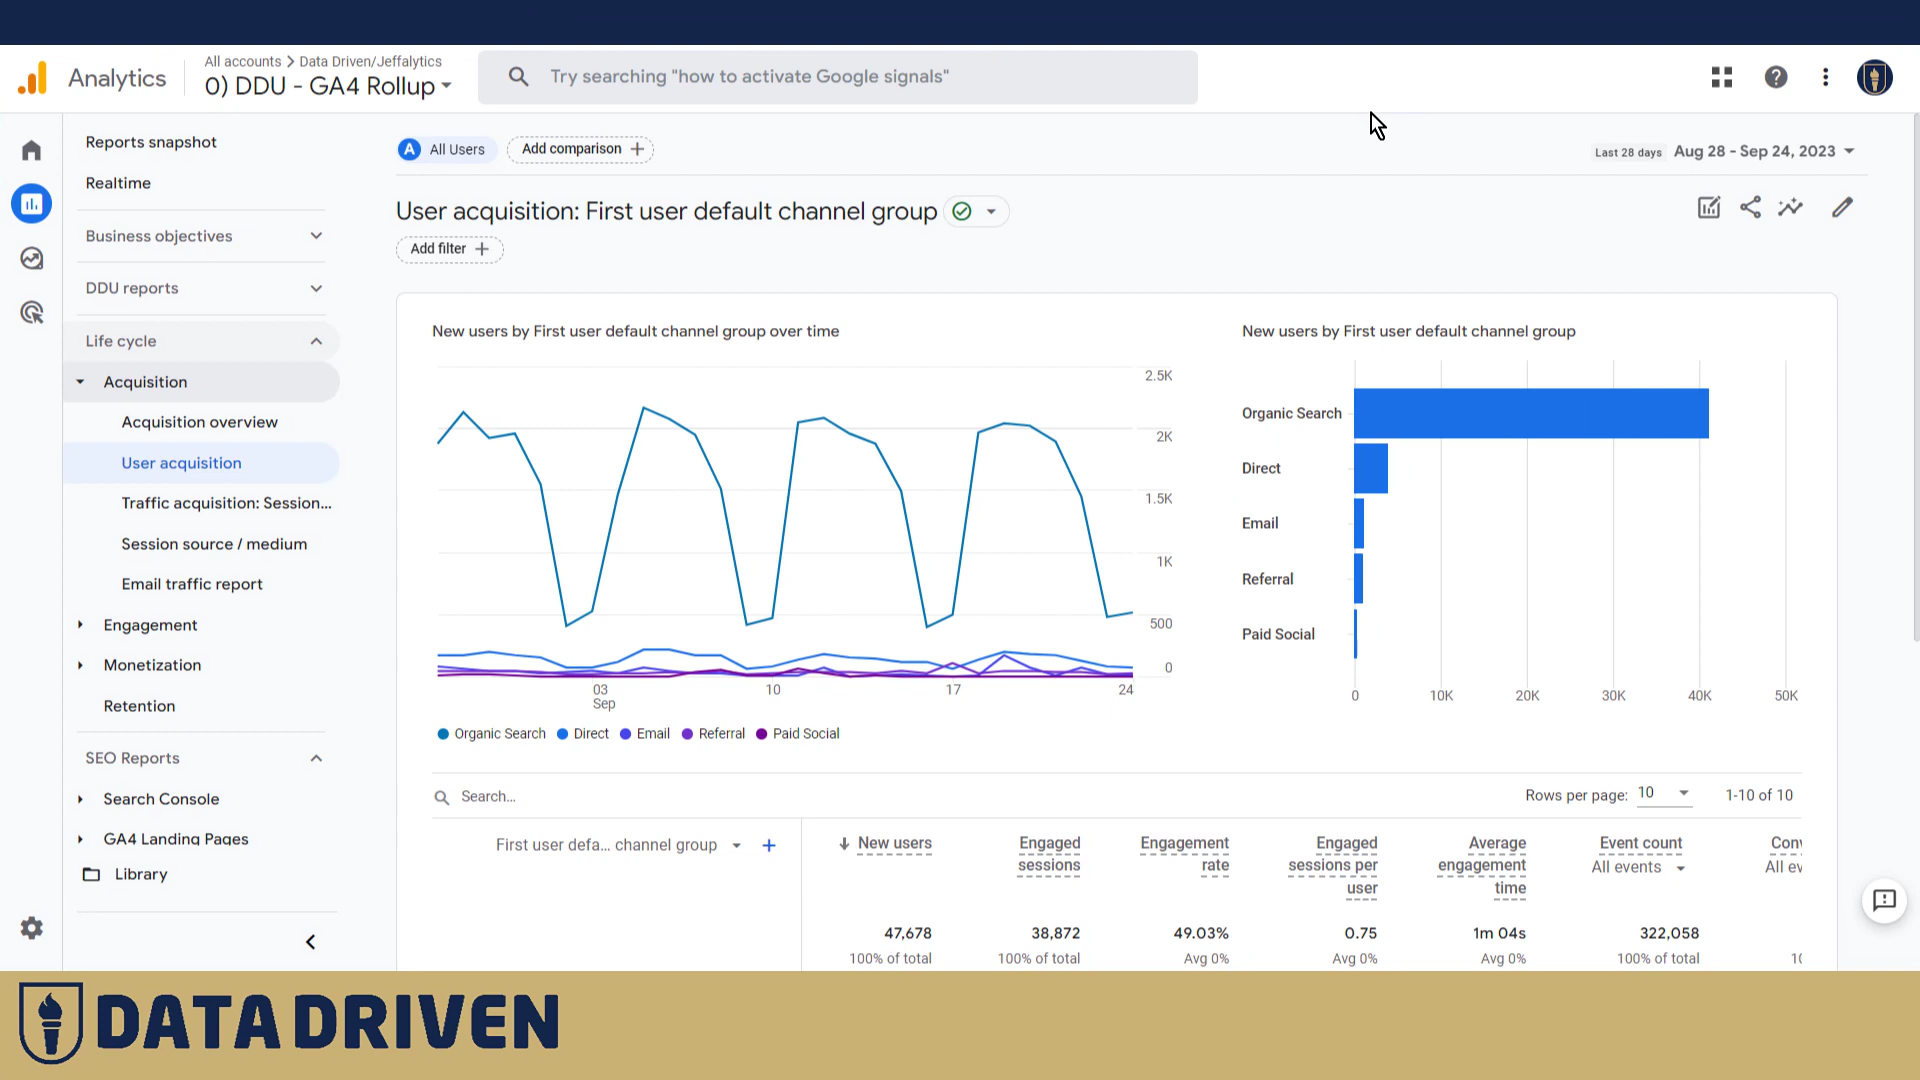 Analytics
All accounts > Data Driven/Jeffalytics
0) DDU - GA4 Rollup
Try searching "how to activate Google signals"
Reports snapshot
Realtime
Business objectives
DDU reports
Life cycle
Acquisition
Acquisition overview
User acquisition
Traffic acquisition: Session...
Session source / medium
Email traffic report
Engagement
Monetization
Retention
SEO Reports
Search Console
GA4 Landing Pages
Library
A All Users
Add comparison +
Last 28 days Aug 28 - Sep 24, 2023
User acquisition: First user default channel group
Add filter +
New users by First user default channel group over time
2.5K
2K
1.5K
1K
500
0
03 10 17 24
Sep
Organic Search Direct Email Referral Paid Social
New users by First user default channel group
Organic Search
Direct
Email
Referral
Paid Social
0 10K 20K 30K 40K 50K
Search...
Rows per page: 10 1-10 of 10
First user defa... channel group +
New users
Engaged
sessions
Engagement
rate
Engaged
sessions per
user
Average
engagement
time
Event count
All events
Conv
All ev
47,678 38,872 49.03% 0.75 1m 04s 322,058
100% of total 100% of total Avg 0% Avg 0% Avg 0% 100% of total 10
DATA DRIVEN